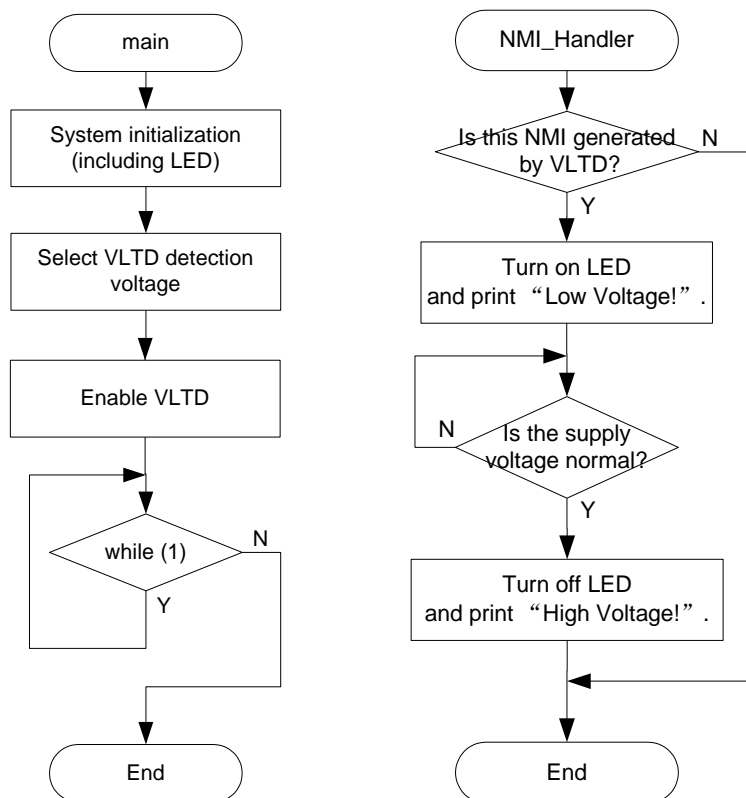 main
System initialization
(including LED)
Select VLTD detection
voltage
Enable VLTD
while (1)
N
Y
End
NMI_Handler
Is this NMI generated
by VLTD?
N
Y
Turn on LED
and print “Low Voltage!”.
Is the supply
voltage normal?
N
Y
Turn off LED
and print “High Voltage!”.
End